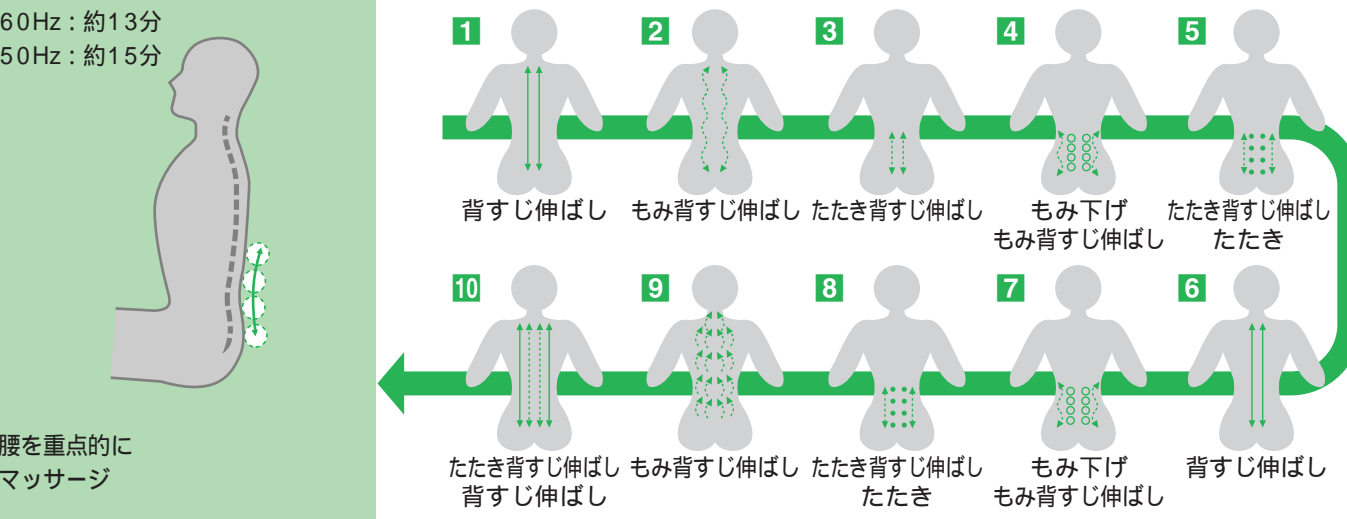 60Hz：約13分
50Hz：約15分
腰を重点的に
マッサージ
1
背すじ伸ばし
2
もみ背すじ伸ばし
3
たたき背すじ伸ばし
4
もみ下げ
もみ背すじ伸ばし
5
たたき背すじ伸ばし
たたき
6
背すじ伸ばし
7
もみ下げ
もみ背すじ伸ばし
8
たたき背すじ伸ばし
たたき
9
もみ背すじ伸ばし
10
たたき背すじ伸ばし
背すじ伸ばし